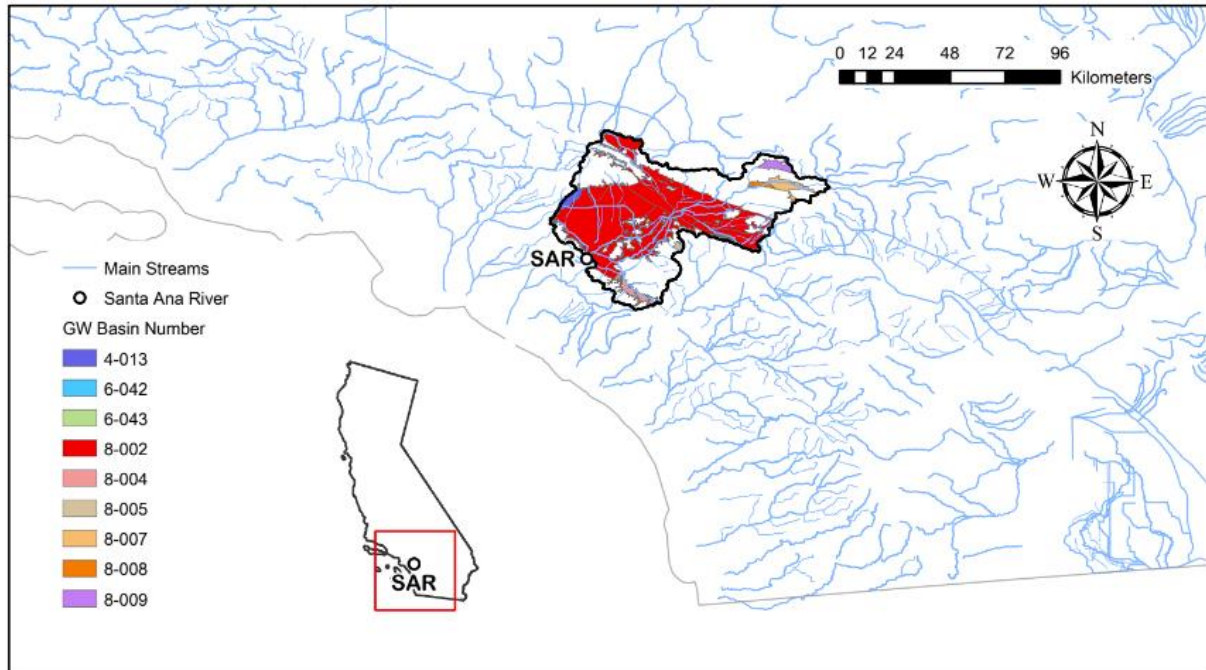 0 12 24 48 72 96
Kilometers
N
W E
S
SAR
Main Streams
Santa Ana River
GW Basin Number
4-013
6-042
6-043
8-002
8-004
8-005
8-007
8-008
8-009
SAR